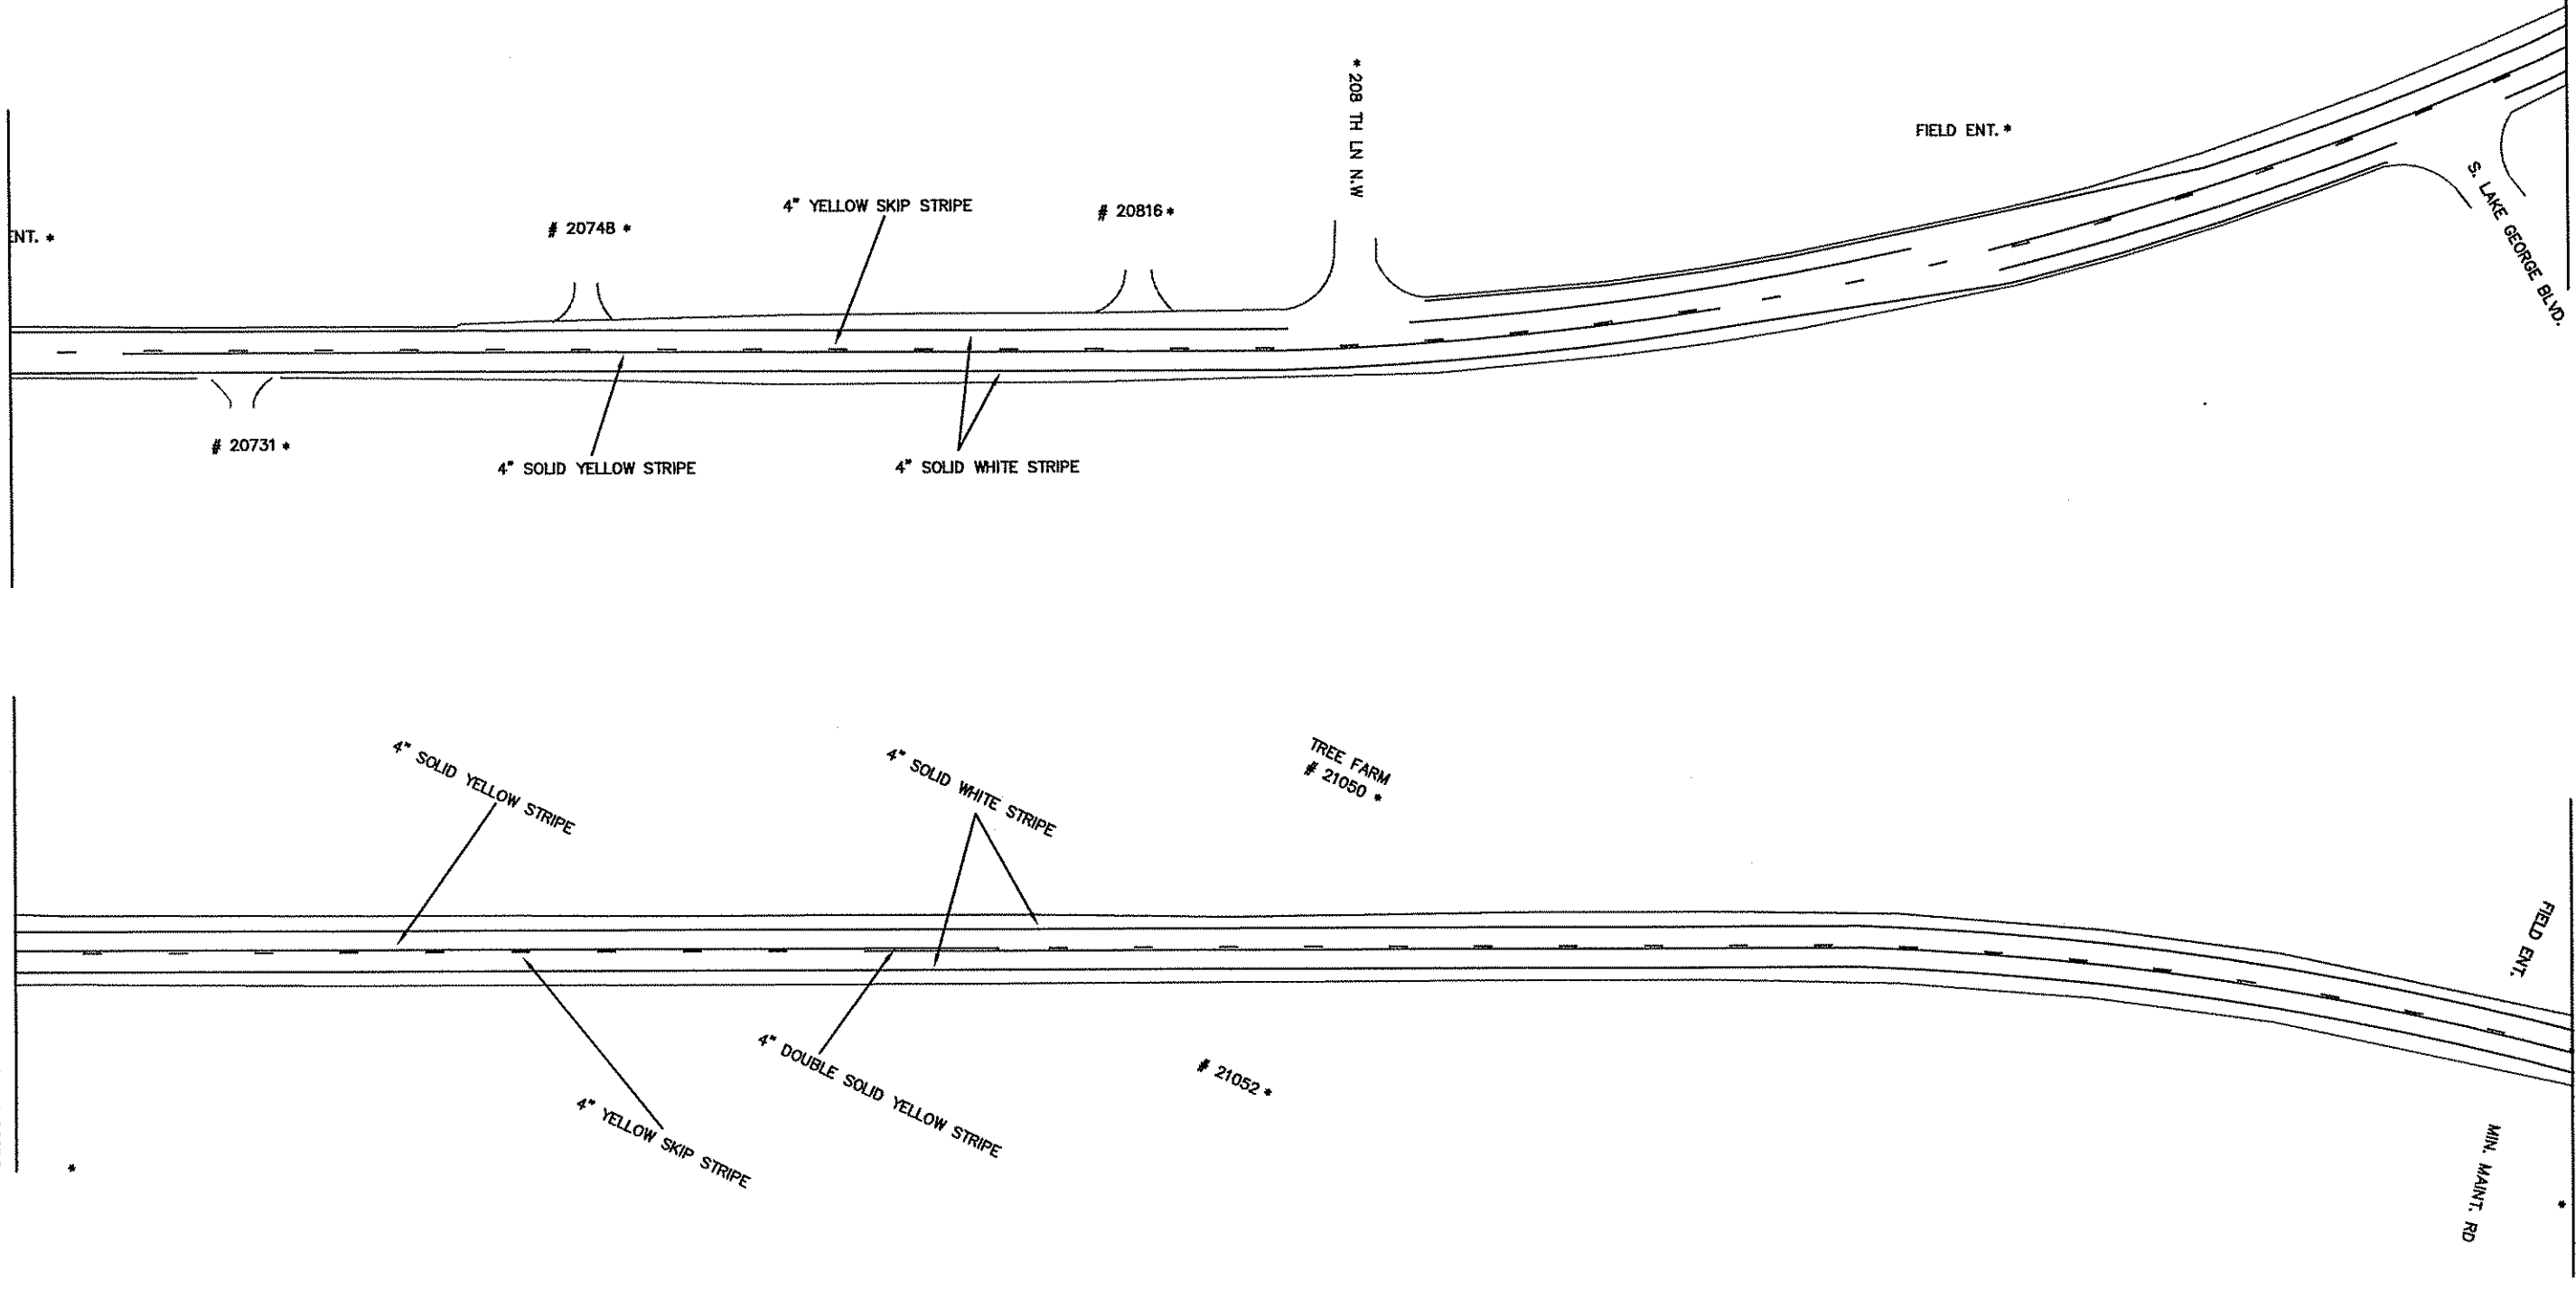 * 208 TH LN N.W
FIELD ENT. *
S. LAKE GEORGE BLVD.
4" YELLOW SKIP STRIPE
# 20816 *
# 20748 *
ENT. *
# 20731 *
4" SOLID YELLOW STRIPE
4" SOLID WHITE STRIPE
4" SOLID YELLOW STRIPE
4" SOLID WHITE STRIPE
TREE FARM
# 21050 *
FIELD ENT.
4" DOUBLE SOLID YELLOW STRIPE
# 21052 *
4" YELLOW SKIP STRIPE
*
MIN. MAINT. RD
*